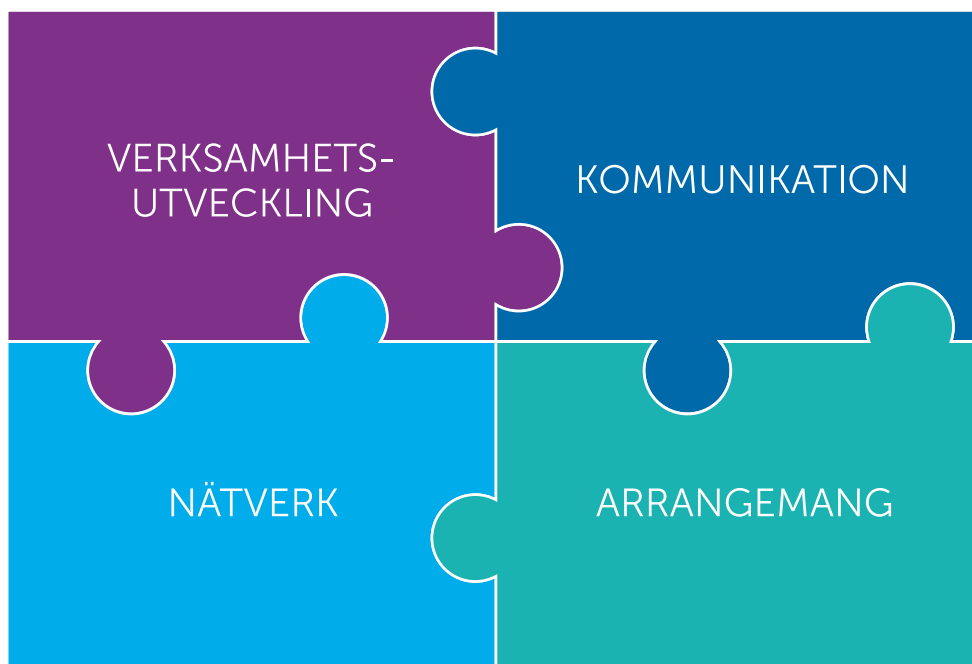 VERKSAMHETS-
UTVECKLING
KOMMUNIKATION
NÄTVERK
ARRANGEMANG